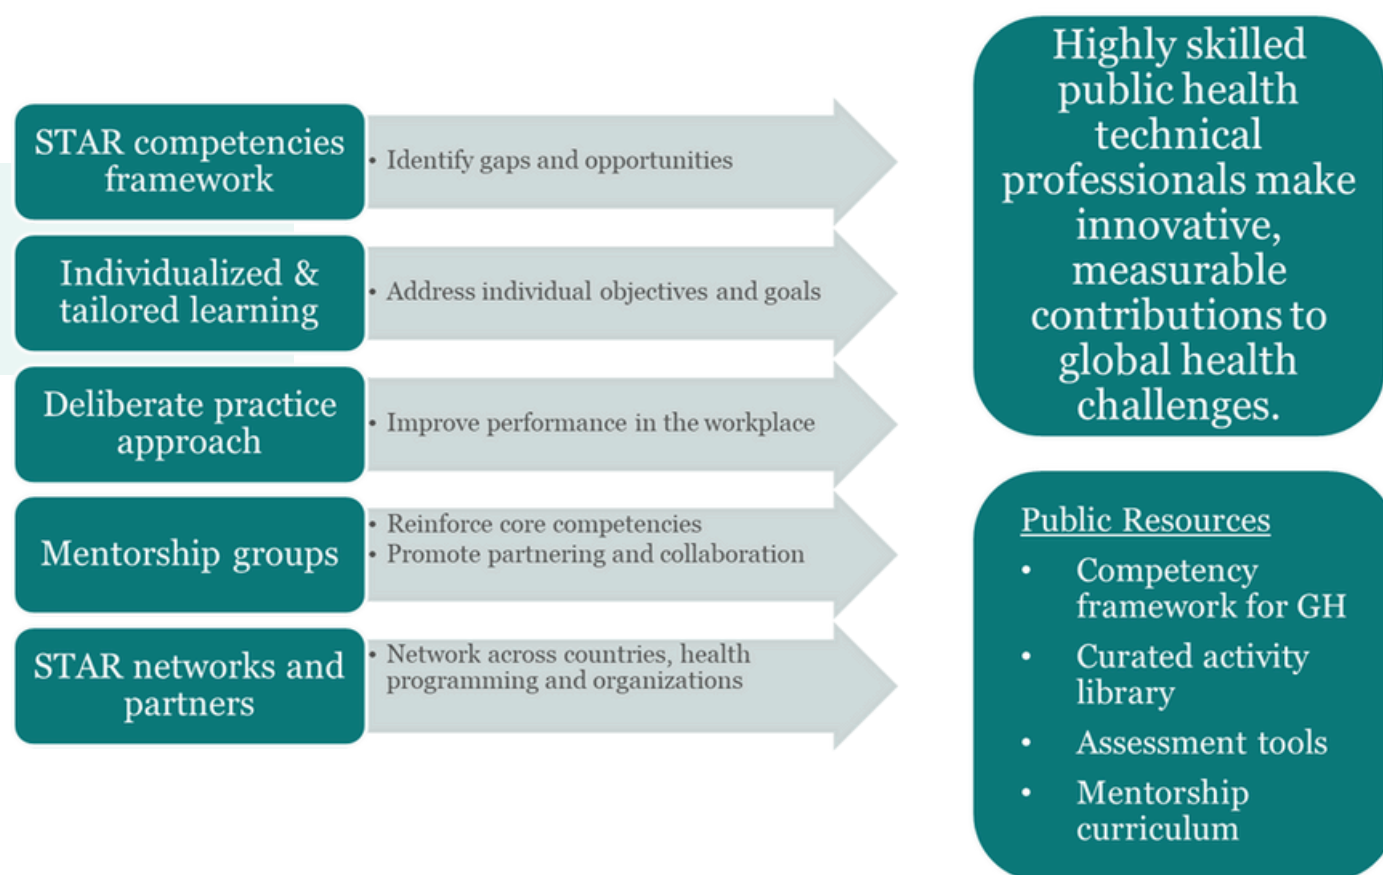 STAR competencies
framework
• Identify gaps and opportunities
Individualized &
tailored learning
• Address individual objectives and goals
Deliberate practice
approach
• Improve performance in the workplace
Mentorship groups
• Reinforce core competencies
• Promote partnering and collaboration
STAR networks and
partners
• Network across countries, health
programming and organizations
Highly skilled
public health
technical
professionals make
innovative,
measurable
contributions to
global health
challenges.
Public Resources
• Competency
framework for GH
• Curated activity
library
• Assessment tools
• Mentorship
curriculum